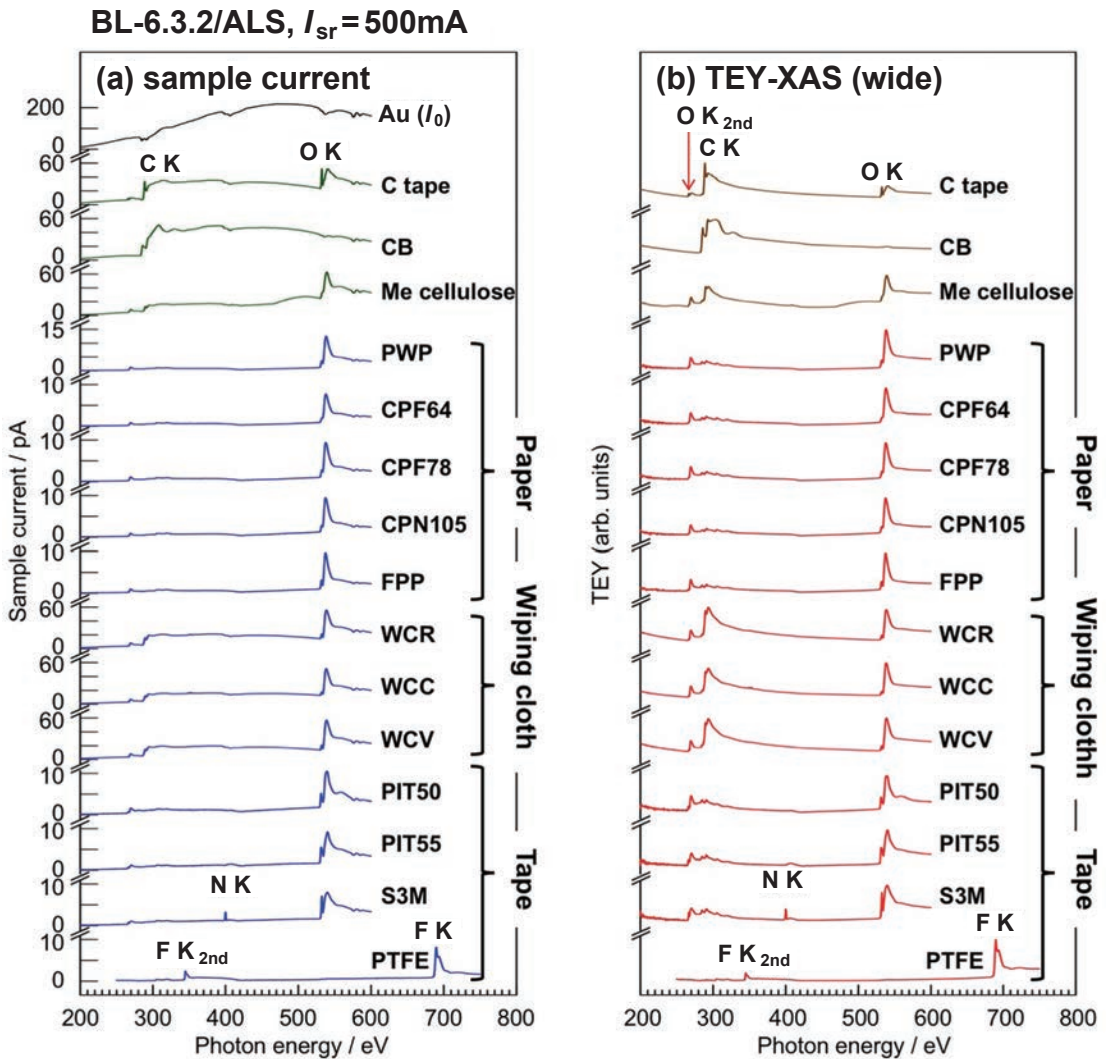 BL-6.3.2/ALS, Isr = 500mA
(a) sample current
200
0
Au (I0)
60
0
C K
O K
C tape
60
0
CB
60
0
Me cellulose
15
0
PWP
10
0
CPF64
10
0
CPF78
10
0
CPN105
10
0
FPP
60
0
WCR
60
0
WCC
60
0
WCV
10
0
PIT50
10
0
PIT55
10
0
N K
S3M
10
0
F K 2nd
F K
PTFE
Paper
Wiping cloth
Tape
Sample current / pA
200 300 400 500 600 700 800
Photon energy / eV
(b) TEY-XAS (wide)
O K 2nd
C K
O K
C tape
CB
Me cellulose
PWP
CPF64
CPF78
CPN105
FPP
WCR
WCC
WCV
PIT50
PIT55
N K
S3M
F K 2nd
F K
PTFE
Paper
Wiping clothh
Tape
TEY (arb. units)
200 300 400 500 600 700 800
Photon energy / eV